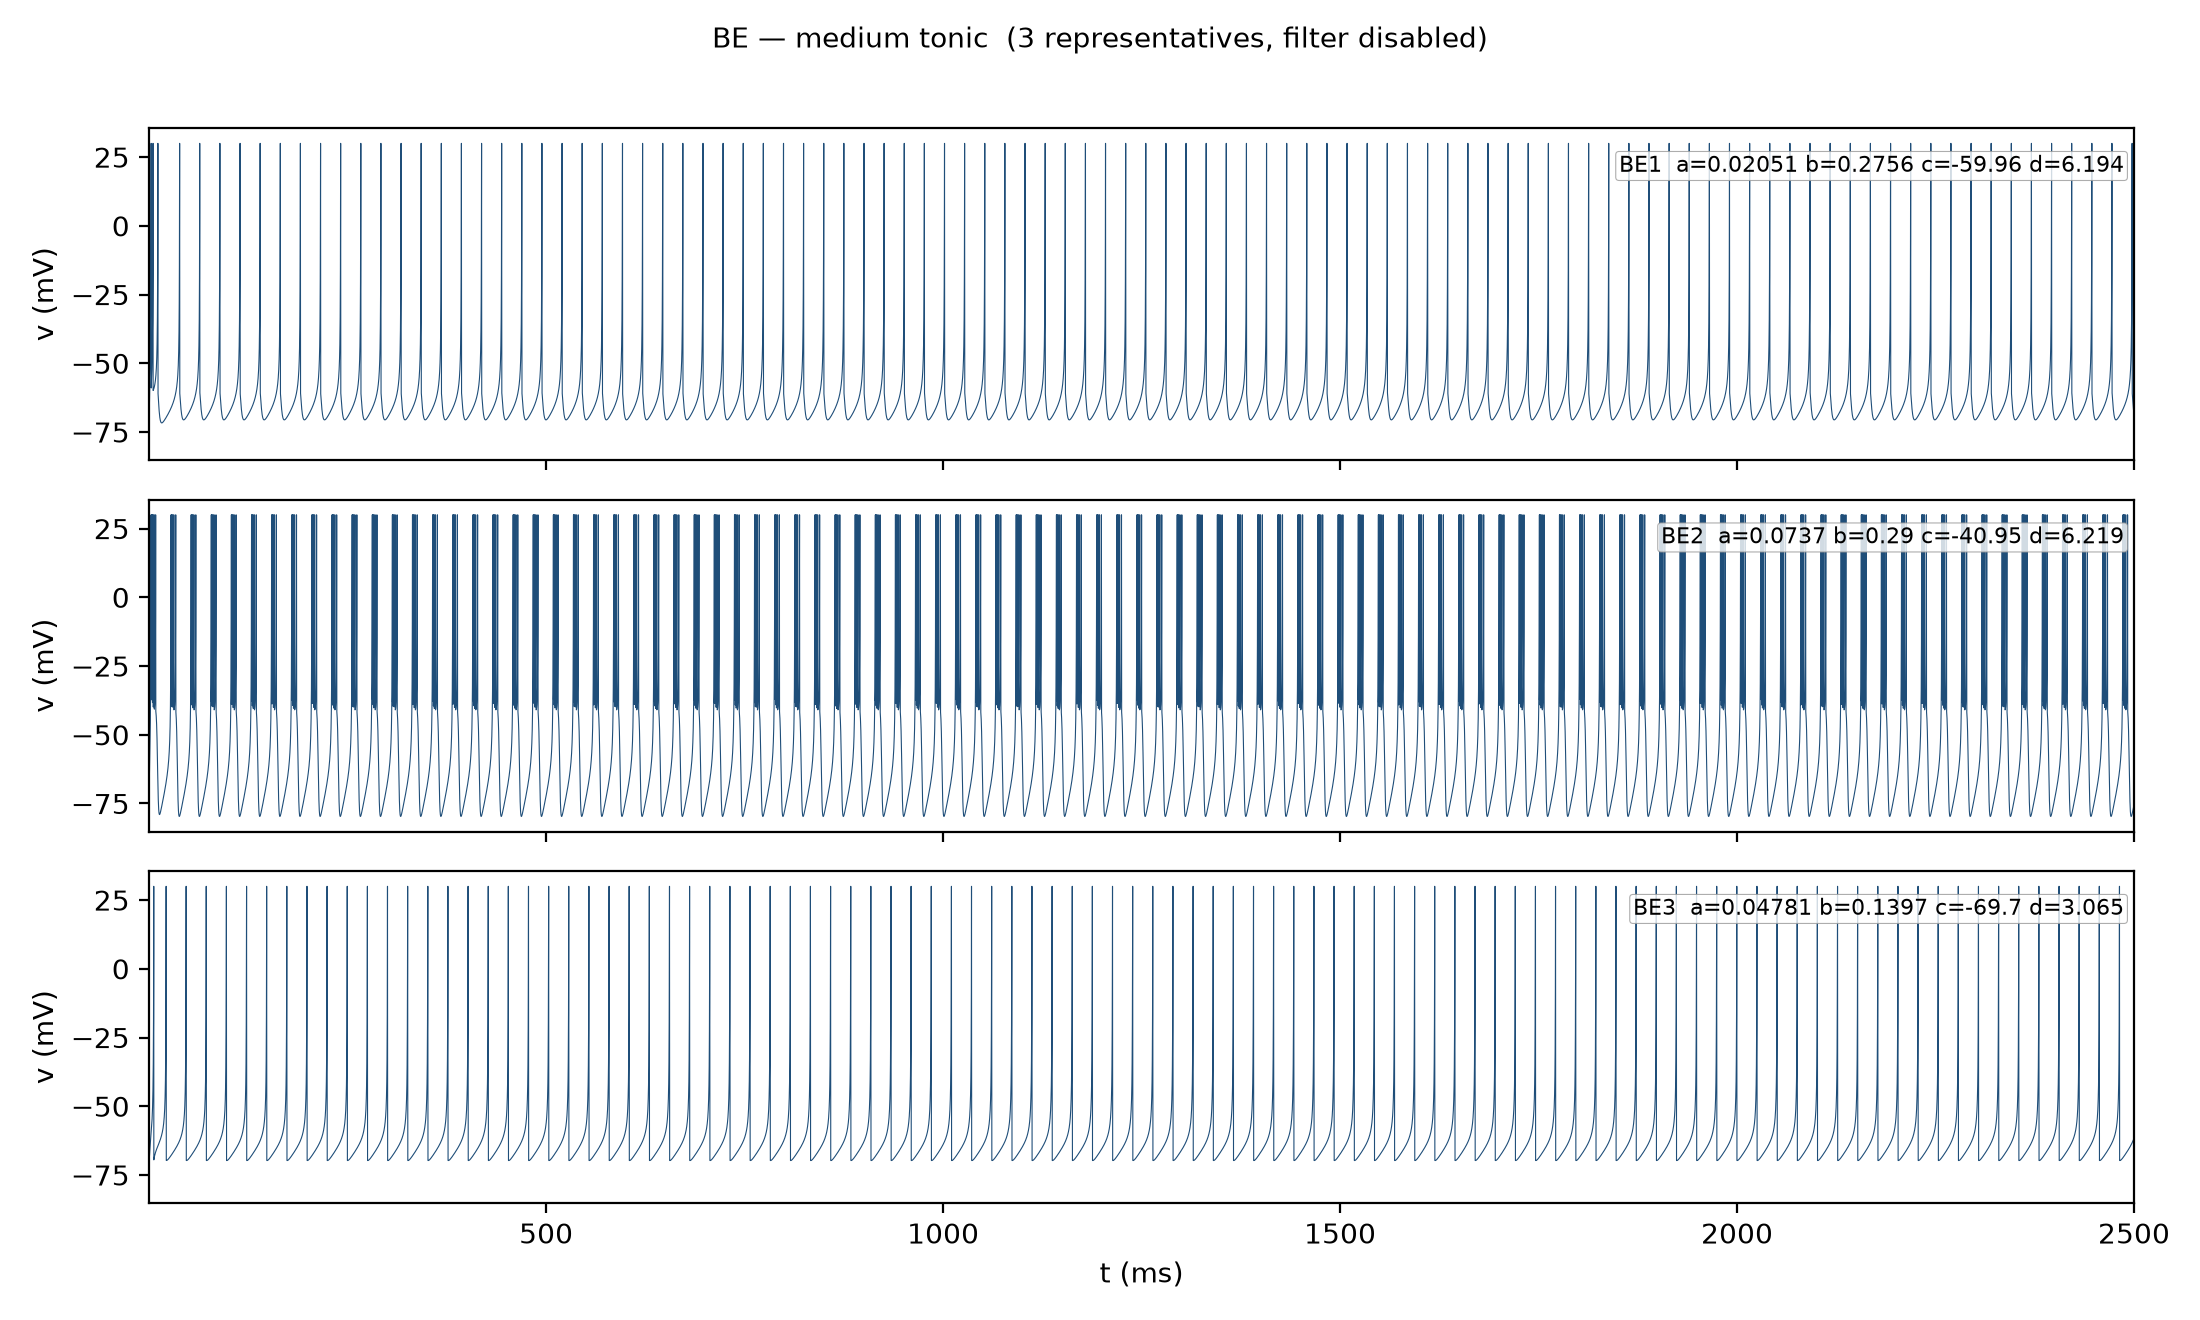 BE — medium tonic  (3 representatives, filter disabled)
25
0
−25
−50
−75
v (mV)
BE1  a=0.02051 b=0.2756 c=-59.96 d=6.194
25
0
−25
−50
−75
v (mV)
BE2  a=0.0737 b=0.29 c=-40.95 d=6.219
25
0
−25
−50
−75
v (mV)
BE3  a=0.04781 b=0.1397 c=-69.7 d=3.065
500 1000 1500 2000 2500
t (ms)